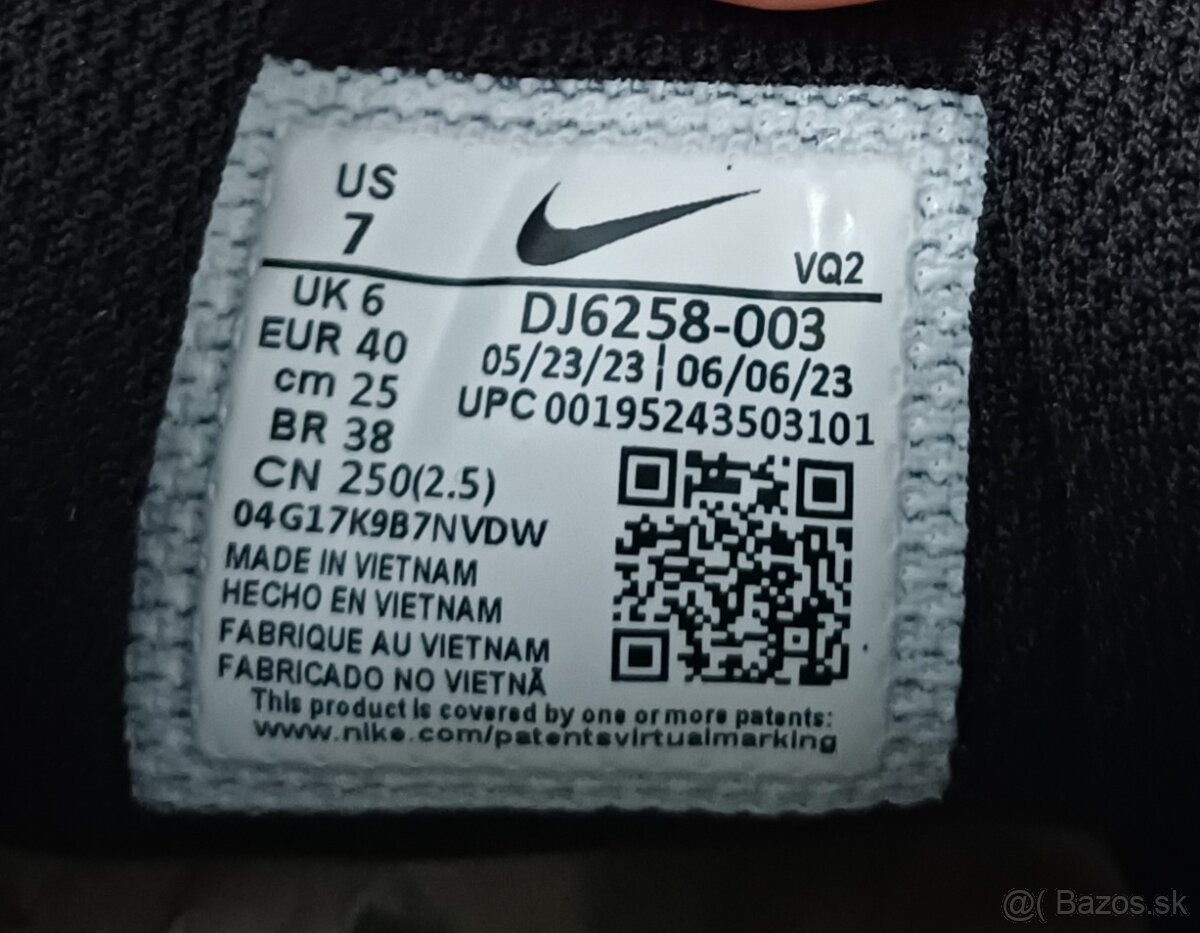 US
7
VQ2
UK 6
EUR 40
cm 25
BR 38
CN 250(2.5)
04G17K9B7NVDW
DJ6258-003
05/23/23 | 06/06/23
UPC 00195243503101
MADE IN VIETNAM
HECHO EN VIETNAM
FABRIQUE AU VIETNAM
FABRICADO NO VIETNÃ
This product is covered by one or more patents:
www.nike.com/patentsvirtualmarking
@( Bazos.sk